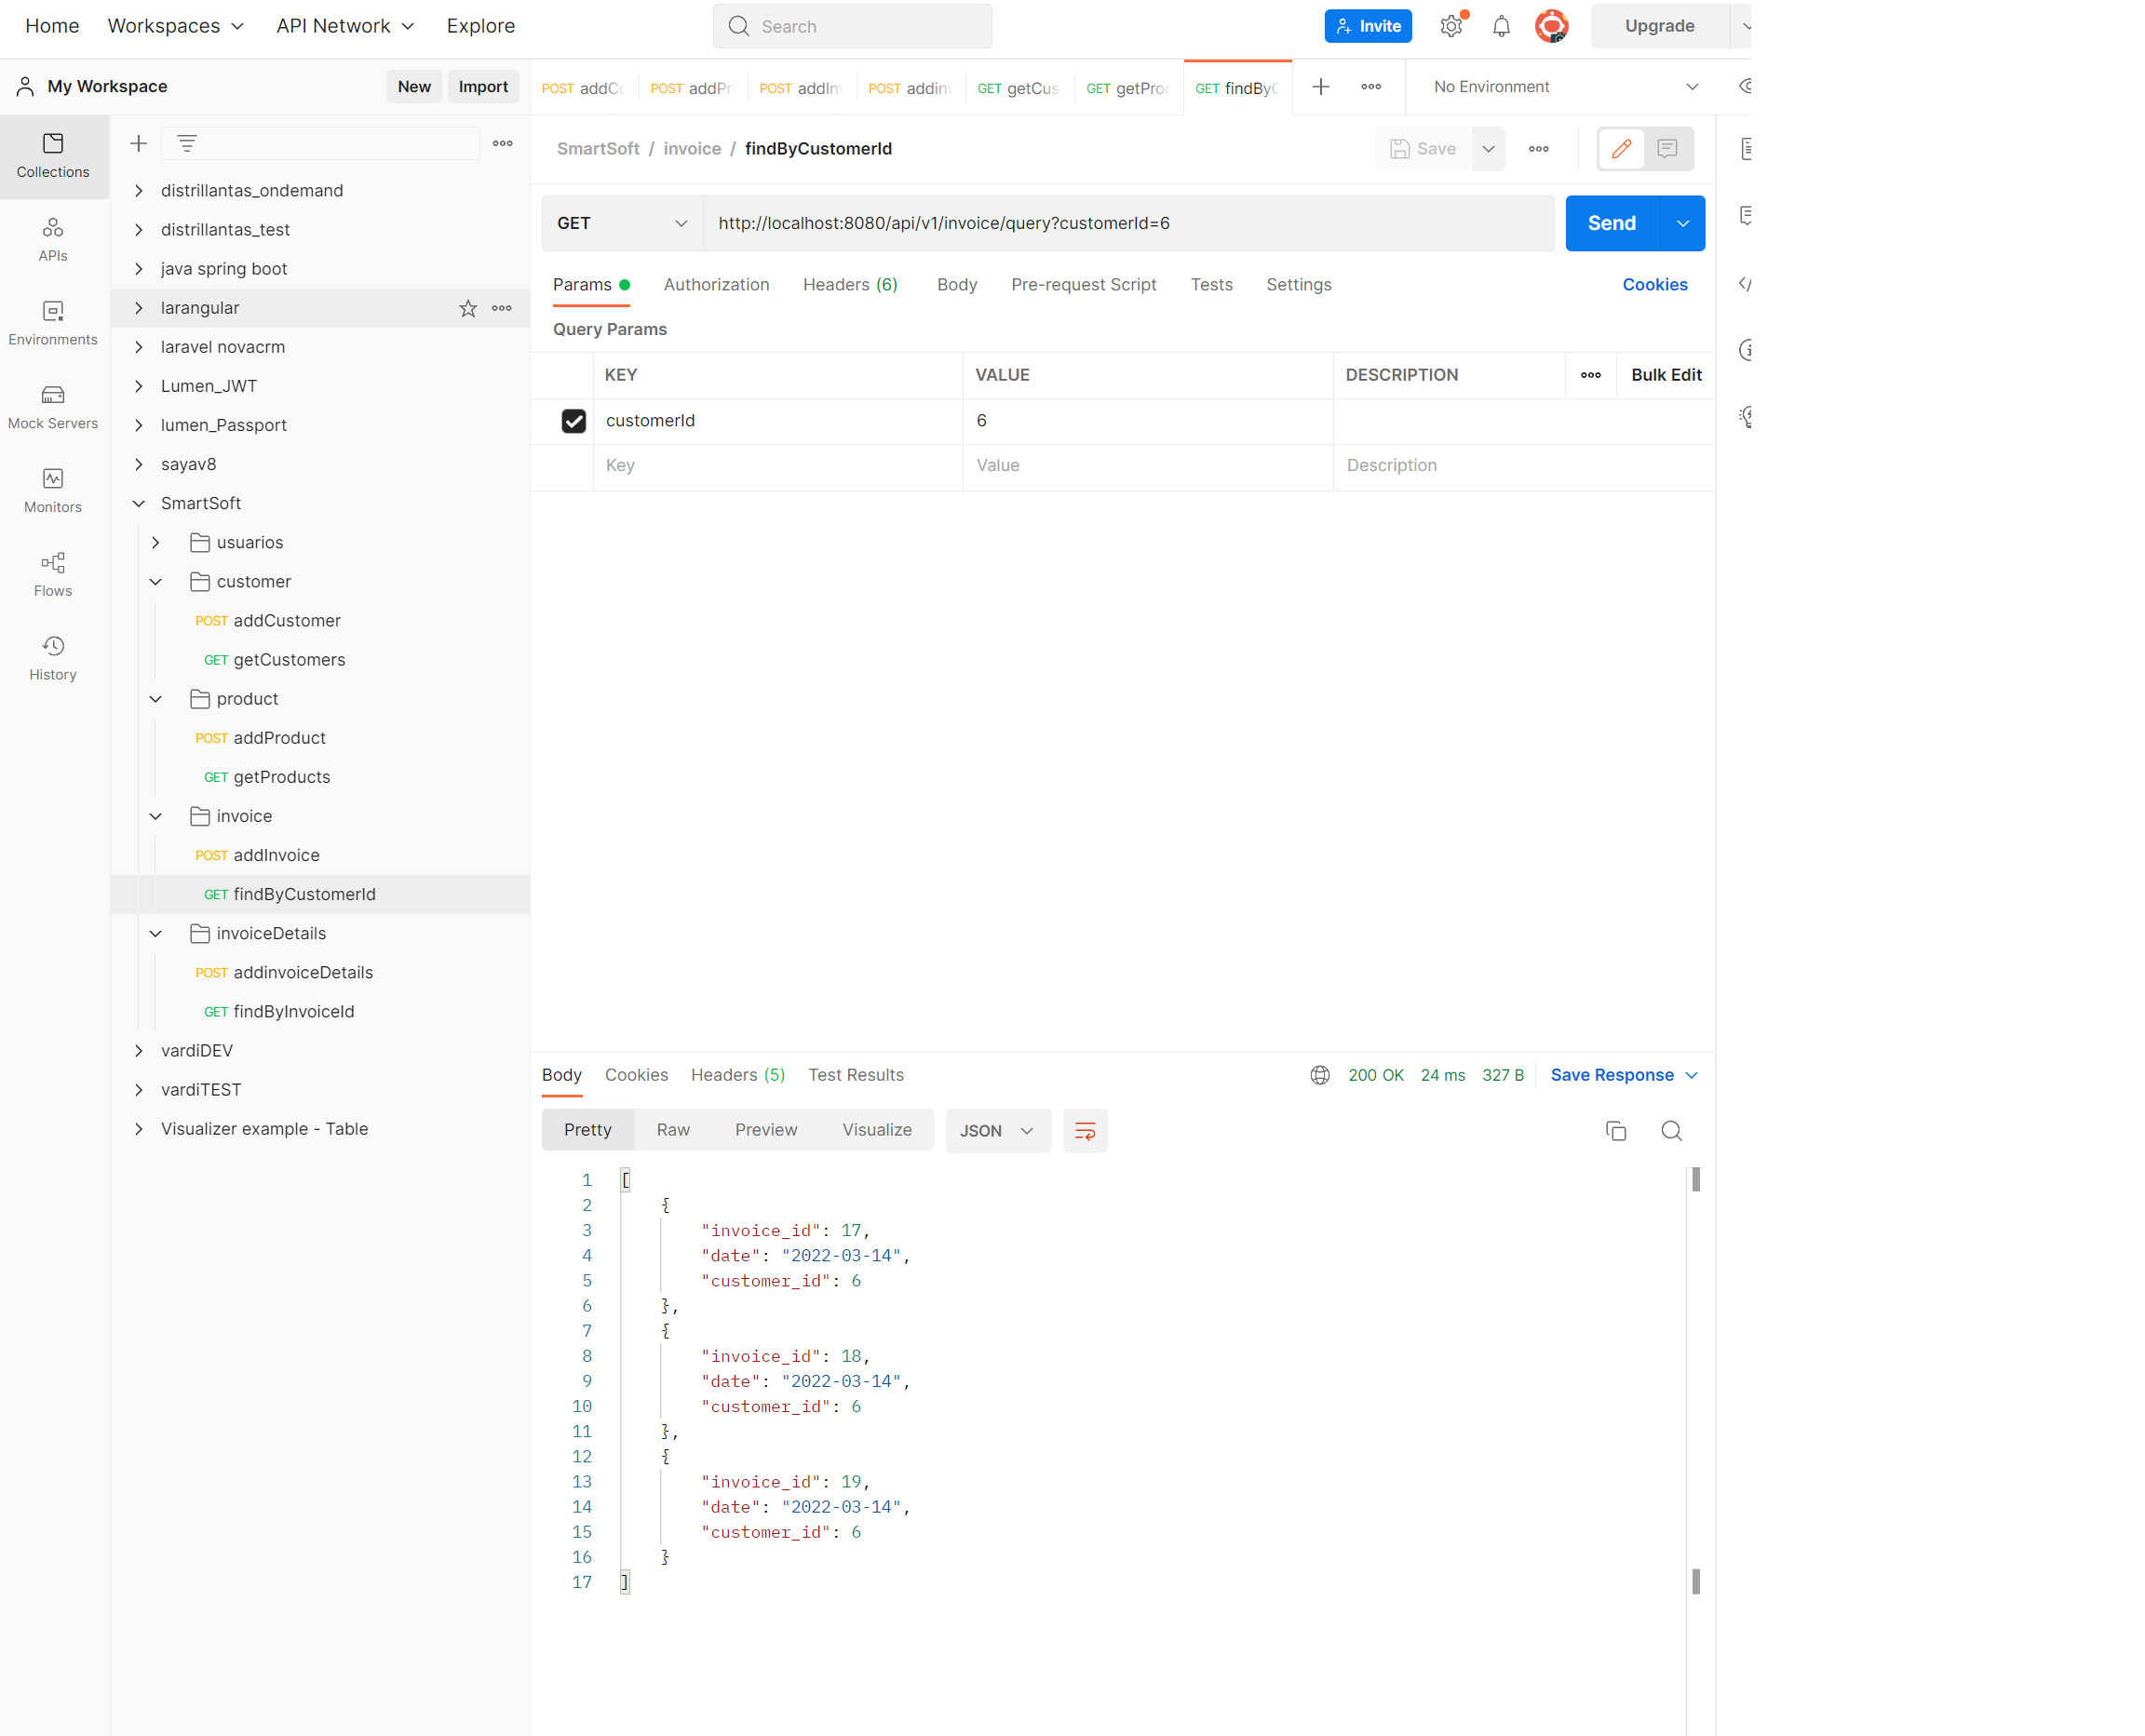 Home Workspaces API Network Explore Search Invite Upgrade
My Workspace New Import
POST addCu POST addPr POST addInv POST addinv GET getCus GET getProd GET findByC No Environment
Collections
APIs
Environments
Mock Servers
Monitors
Flows
History
distrillantas_ondemand
distrillantas_test
java spring boot
larangular
laravel novacrm
Lumen_JWT
lumen_Passport
sayav8
SmartSoft
usuarios
customer
POST addCustomer
GET getCustomers
product
POST addProduct
GET getProducts
invoice
POST addInvoice
GET findByCustomerId
invoiceDetails
POST addinvoiceDetails
GET findByInvoiceId
vardiDEV
vardiTEST
Visualizer example - Table
SmartSoft / invoice / findByCustomerId Save
GET http://localhost:8080/api/v1/invoice/query?customerId=6 Send
Params Authorization Headers (6) Body Pre-request Script Tests Settings Cookies
Query Params
KEY VALUE DESCRIPTION Bulk Edit
customerId 6
Key Value Description
Body Cookies Headers (5) Test Results 200 OK 24 ms 327 B Save Response
Pretty Raw Preview Visualize JSON
1 [
2 {
3 "invoice_id": 17,
4 "date": "2022-03-14",
5 "customer_id": 6
6 },
7 {
8 "invoice_id": 18,
9 "date": "2022-03-14",
10 "customer_id": 6
11 },
12 {
13 "invoice_id": 19,
14 "date": "2022-03-14",
15 "customer_id": 6
16 }
17 ]